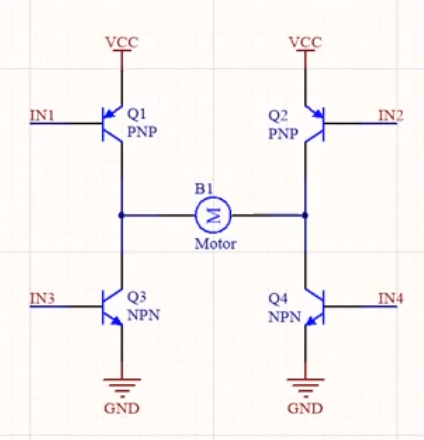 VCC
VCC
IN1
Q1
PNP
Q2
PNP
IN2
B1
M
Motor
IN3
Q3
NPN
Q4
NPN
IN4
GND
GND